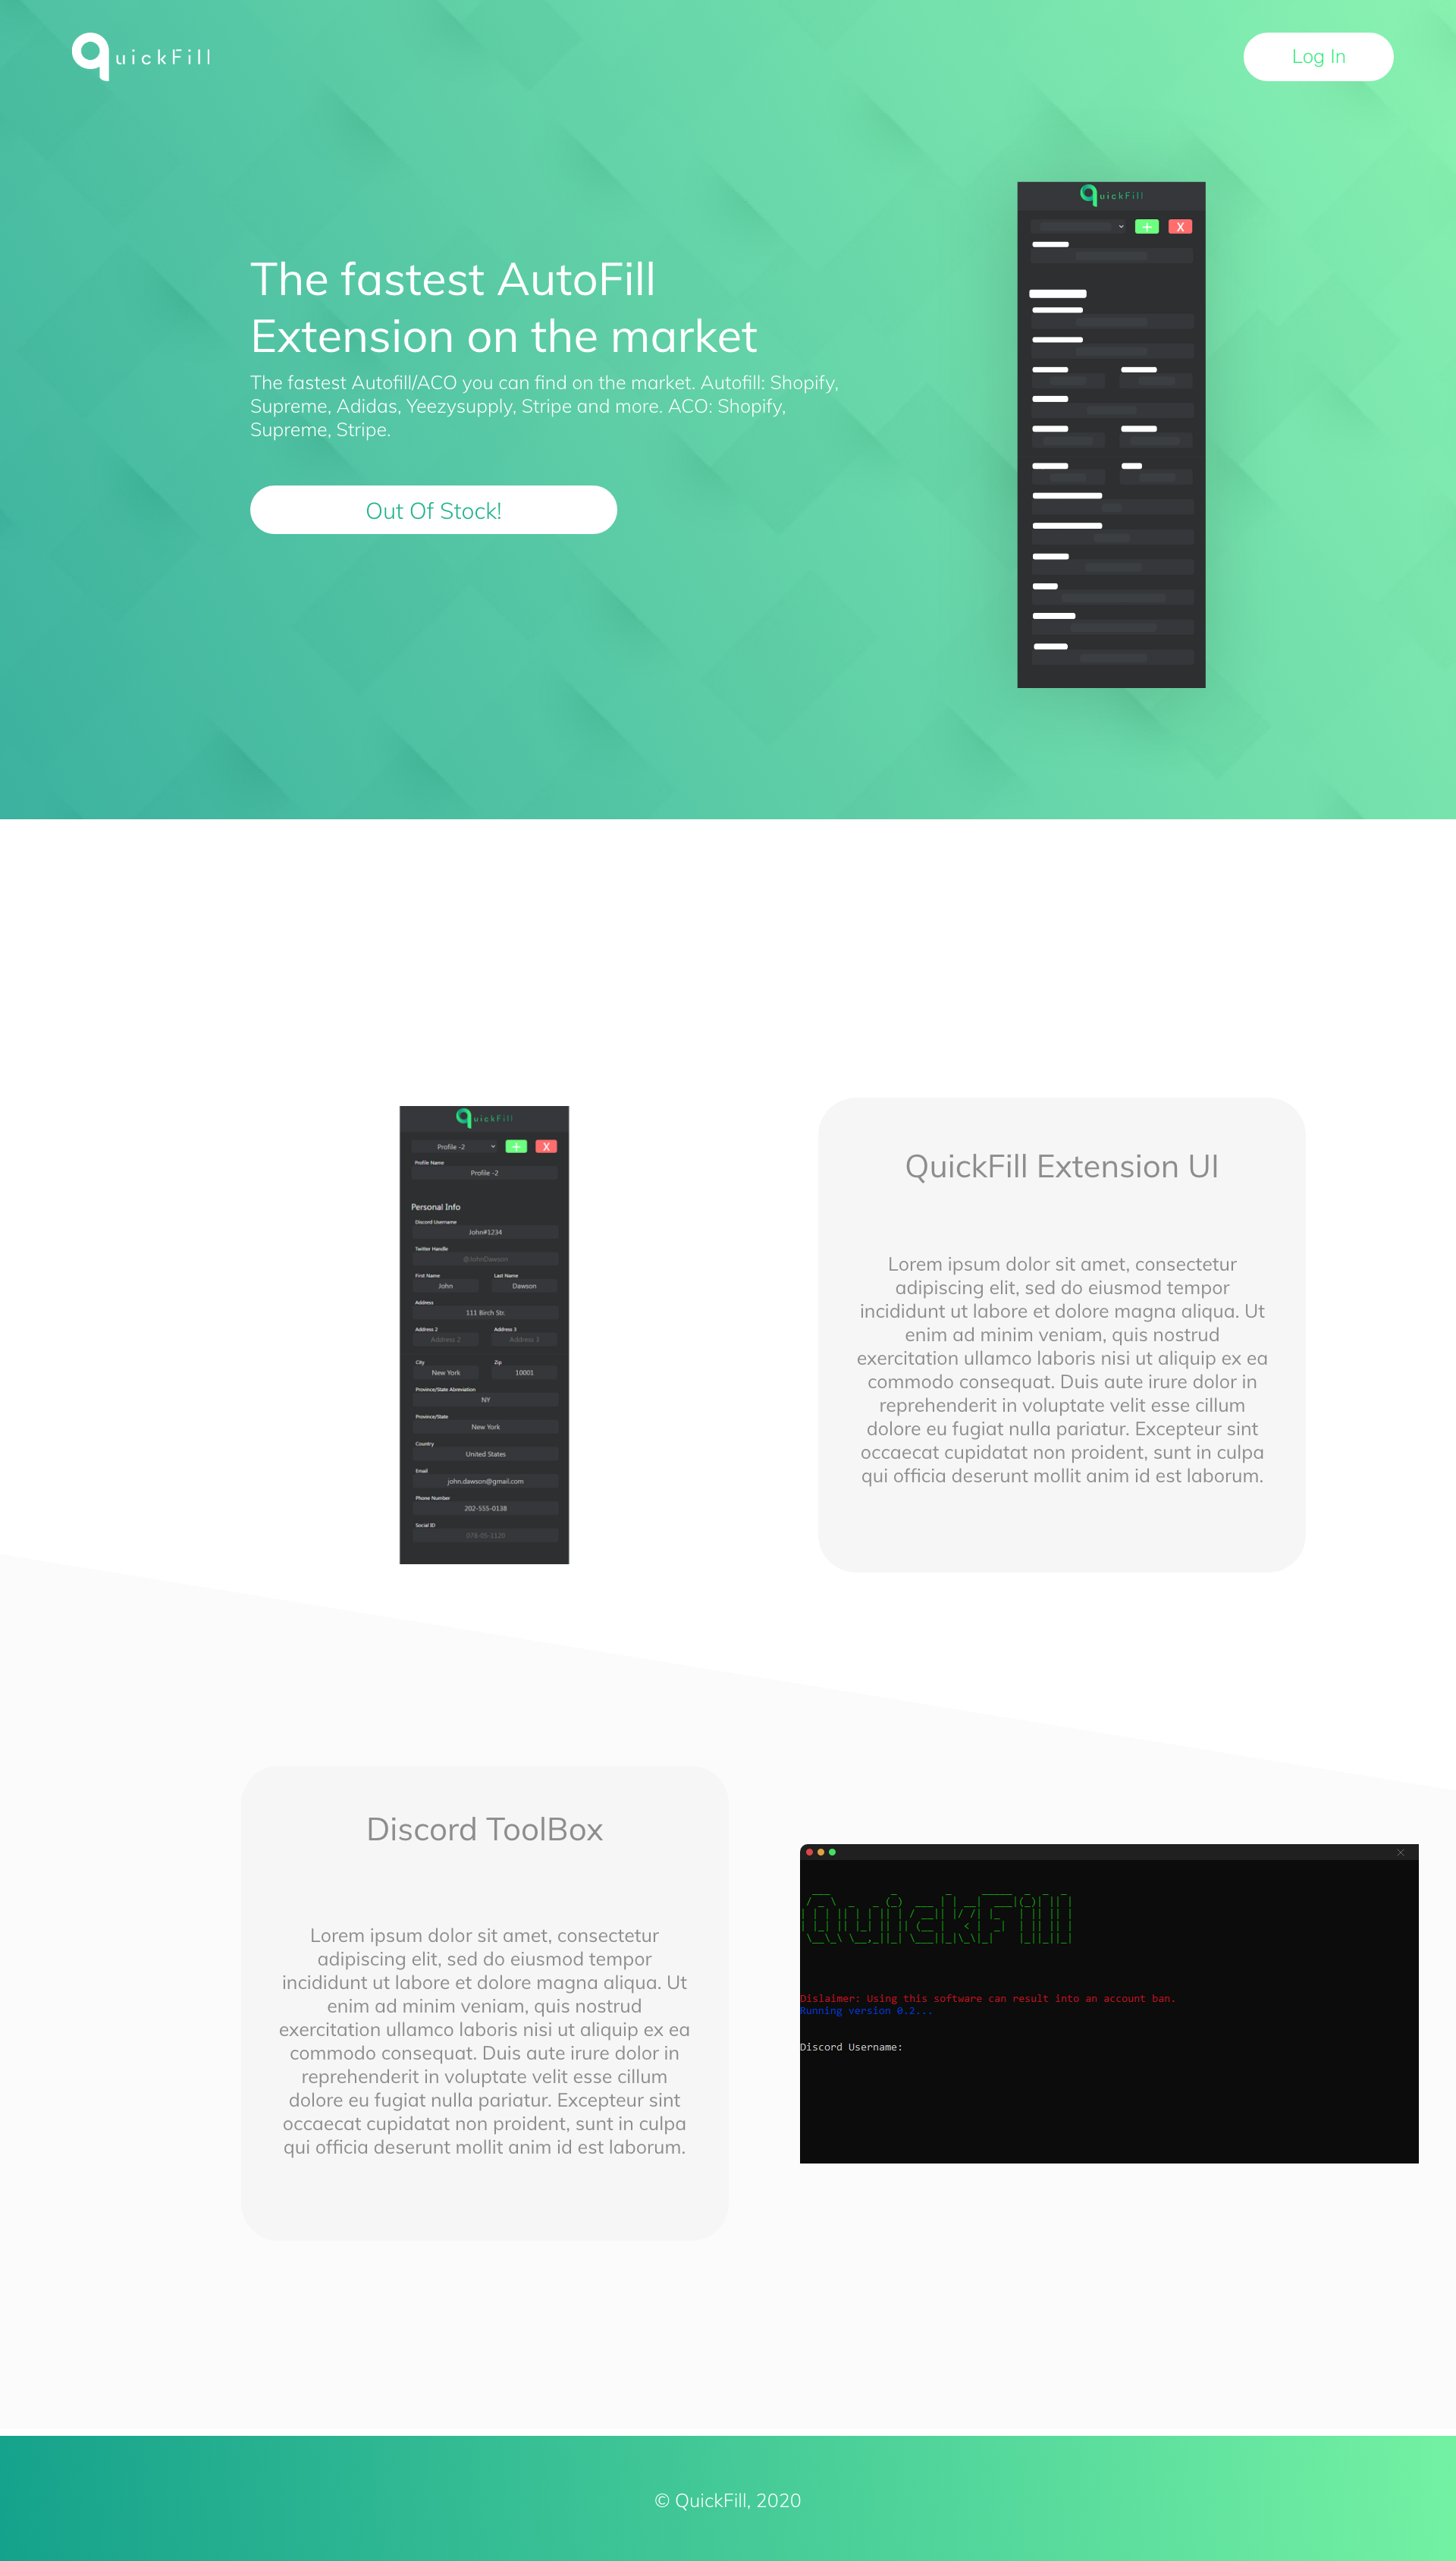 quickFill
Log In
quickFill
+ X
The fastest AutoFill
Extension on the market
The fastest Autofill/ACO you can find on the market. Autofill: Shopify,
Supreme, Adidas, Yeezysupply, Stripe and more. ACO: Shopify,
Supreme, Stripe.
Out Of Stock!
quickFill
Profile -2 + X
Profile Name
Profile -2
Personal Info
Discord Username
John#1234
Twitter Handle
@JohnDawson
First Name Last Name
John Dawson
Address
111 Birch Str.
Address 2 Address 3
Address 2 Address 3
City Zip
New York 10001
Province/State Abreviation
NY
Province/State
New York
Country
United States
Email
john.dawson@gmail.com
Phone Number
202-555-0138
Social ID
078-05-1120
QuickFill Extension UI
Lorem ipsum dolor sit amet, consectetur
adipiscing elit, sed do eiusmod tempor
incididunt ut labore et dolore magna aliqua. Ut
enim ad minim veniam, quis nostrud
exercitation ullamco laboris nisi ut aliquip ex ea
commodo consequat. Duis aute irure dolor in
reprehenderit in voluptate velit esse cillum
dolore eu fugiat nulla pariatur. Excepteur sint
occaecat cupidatat non proident, sunt in culpa
qui officia deserunt mollit anim id est laborum.
Discord ToolBox
Lorem ipsum dolor sit amet, consectetur
adipiscing elit, sed do eiusmod tempor
incididunt ut labore et dolore magna aliqua. Ut
enim ad minim veniam, quis nostrud
exercitation ullamco laboris nisi ut aliquip ex ea
commodo consequat. Duis aute irure dolor in
reprehenderit in voluptate velit esse cillum
dolore eu fugiat nulla pariatur. Excepteur sint
occaecat cupidatat non proident, sunt in culpa
qui officia deserunt mollit anim id est laborum.
QuickFill
Dislaimer: Using this software can result into an account ban.
Running version 0.2...
Discord Username:
© QuickFill, 2020